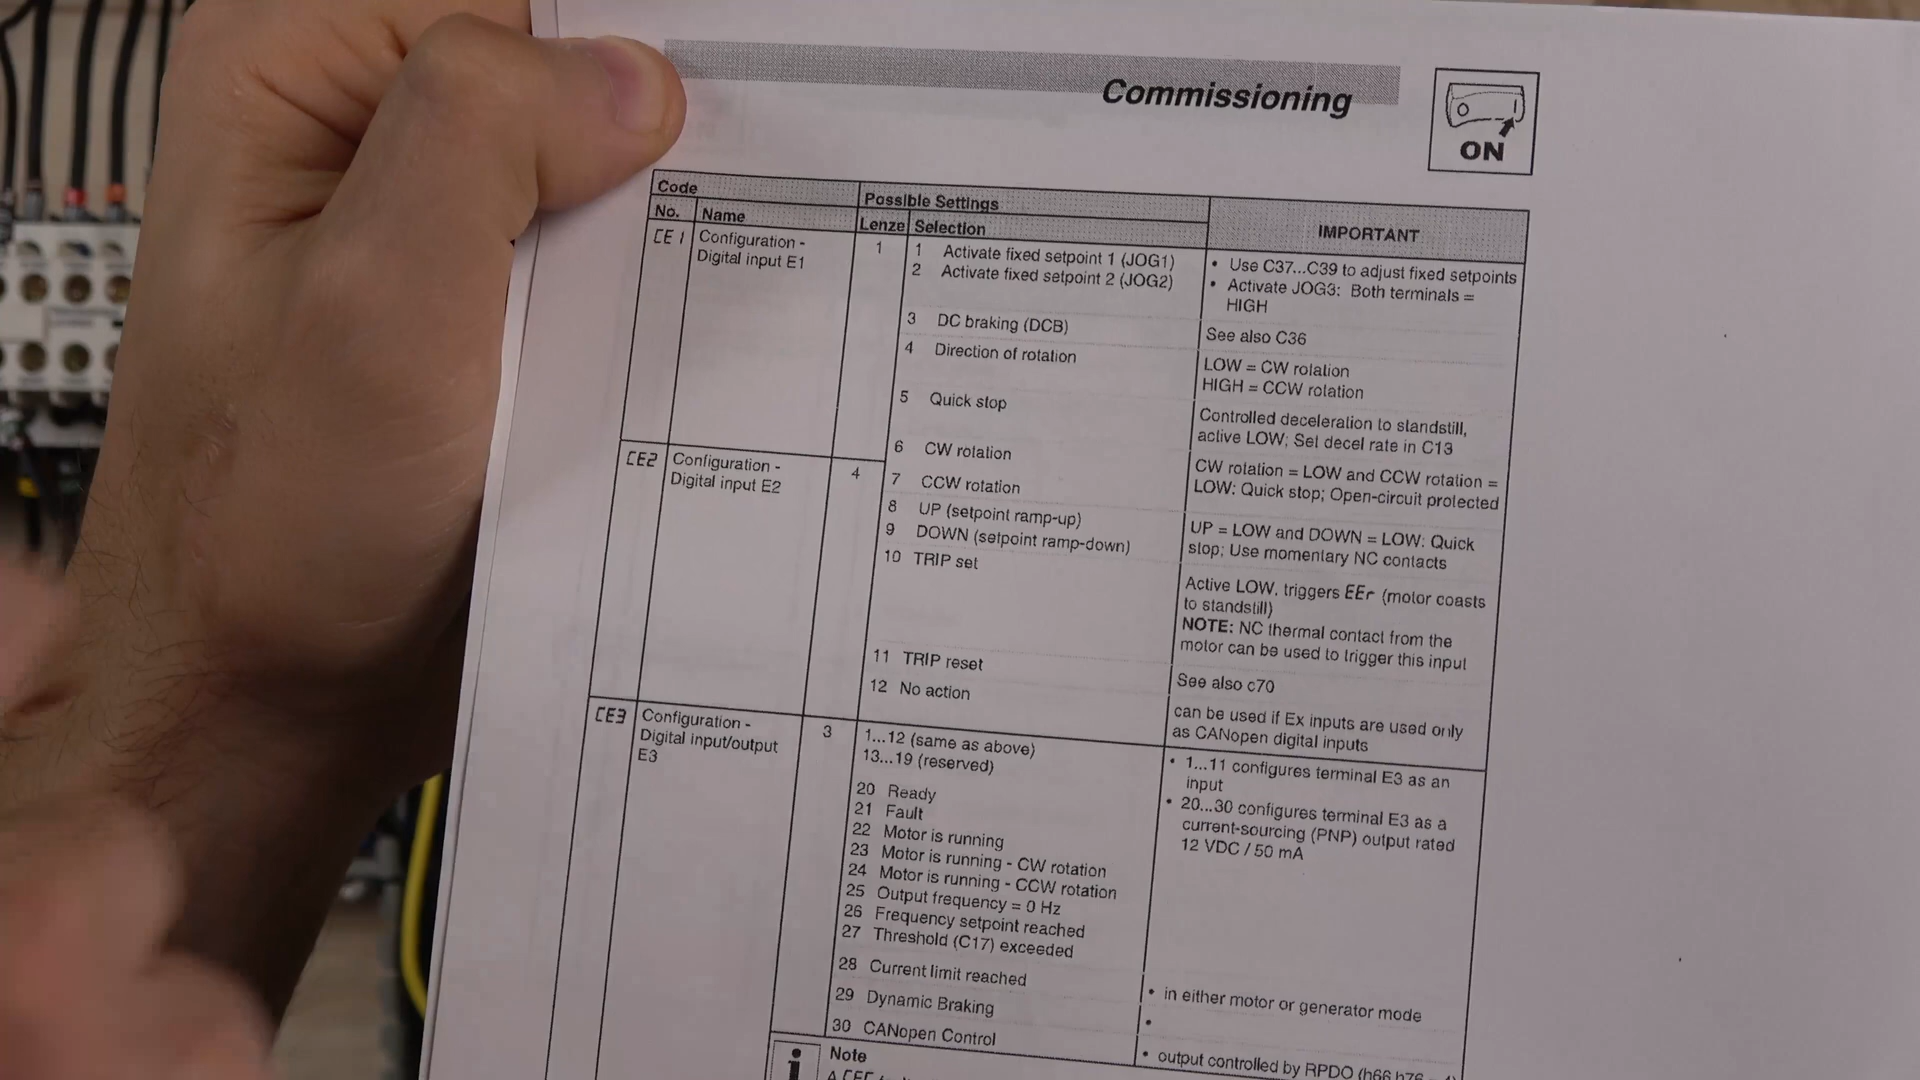 Commissioning
ON
Code
Possible Settings
IMPORTANT
No. Name
Lenze Selection
CE1 Configuration -
Digital input E1
1
1 Activate fixed setpoint 1 (JOG1)
2 Activate fixed setpoint 2 (JOG2)
• Use C37...C39 to adjust fixed setpoints
• Activate JOG3: Both terminals =
HIGH
3 DC braking (DCB)
See also C36
4 Direction of rotation
LOW = CW rotation
HIGH = CCW rotation
5 Quick stop
Controlled deceleration to standstill,
active LOW; Set decel rate in C13
CE2 Configuration -
Digital input E2
4
6 CW rotation
7 CCW rotation
CW rotation = LOW and CCW rotation =
LOW: Quick stop; Open-circuit protected
8 UP (setpoint ramp-up)
9 DOWN (setpoint ramp-down)
UP = LOW and DOWN = LOW: Quick
stop; Use momentary NC contacts
10 TRIP set
Active LOW, triggers EEr (motor coasts
to standstill)
NOTE: NC thermal contact from the
motor can be used to trigger this input
11 TRIP reset
See also c70
12 No action
can be used if Ex inputs are used only
as CANopen digital inputs
CE3 Configuration -
Digital input/output
E3
3
1...12 (same as above)
13...19 (reserved)
• 1...11 configures terminal E3 as an
input
• 20...30 configures terminal E3 as a
current-sourcing (PNP) output rated
12 VDC / 50 mA
20 Ready
21 Fault
22 Motor is running
23 Motor is running - CW rotation
24 Motor is running - CCW rotation
25 Output frequency = 0 Hz
26 Frequency setpoint reached
27 Threshold (C17) exceeded
28 Current limit reached
• in either motor or generator mode
29 Dynamic Braking
•
30 CANopen Control
• output controlled by RPDO (h66,h76
i
Note